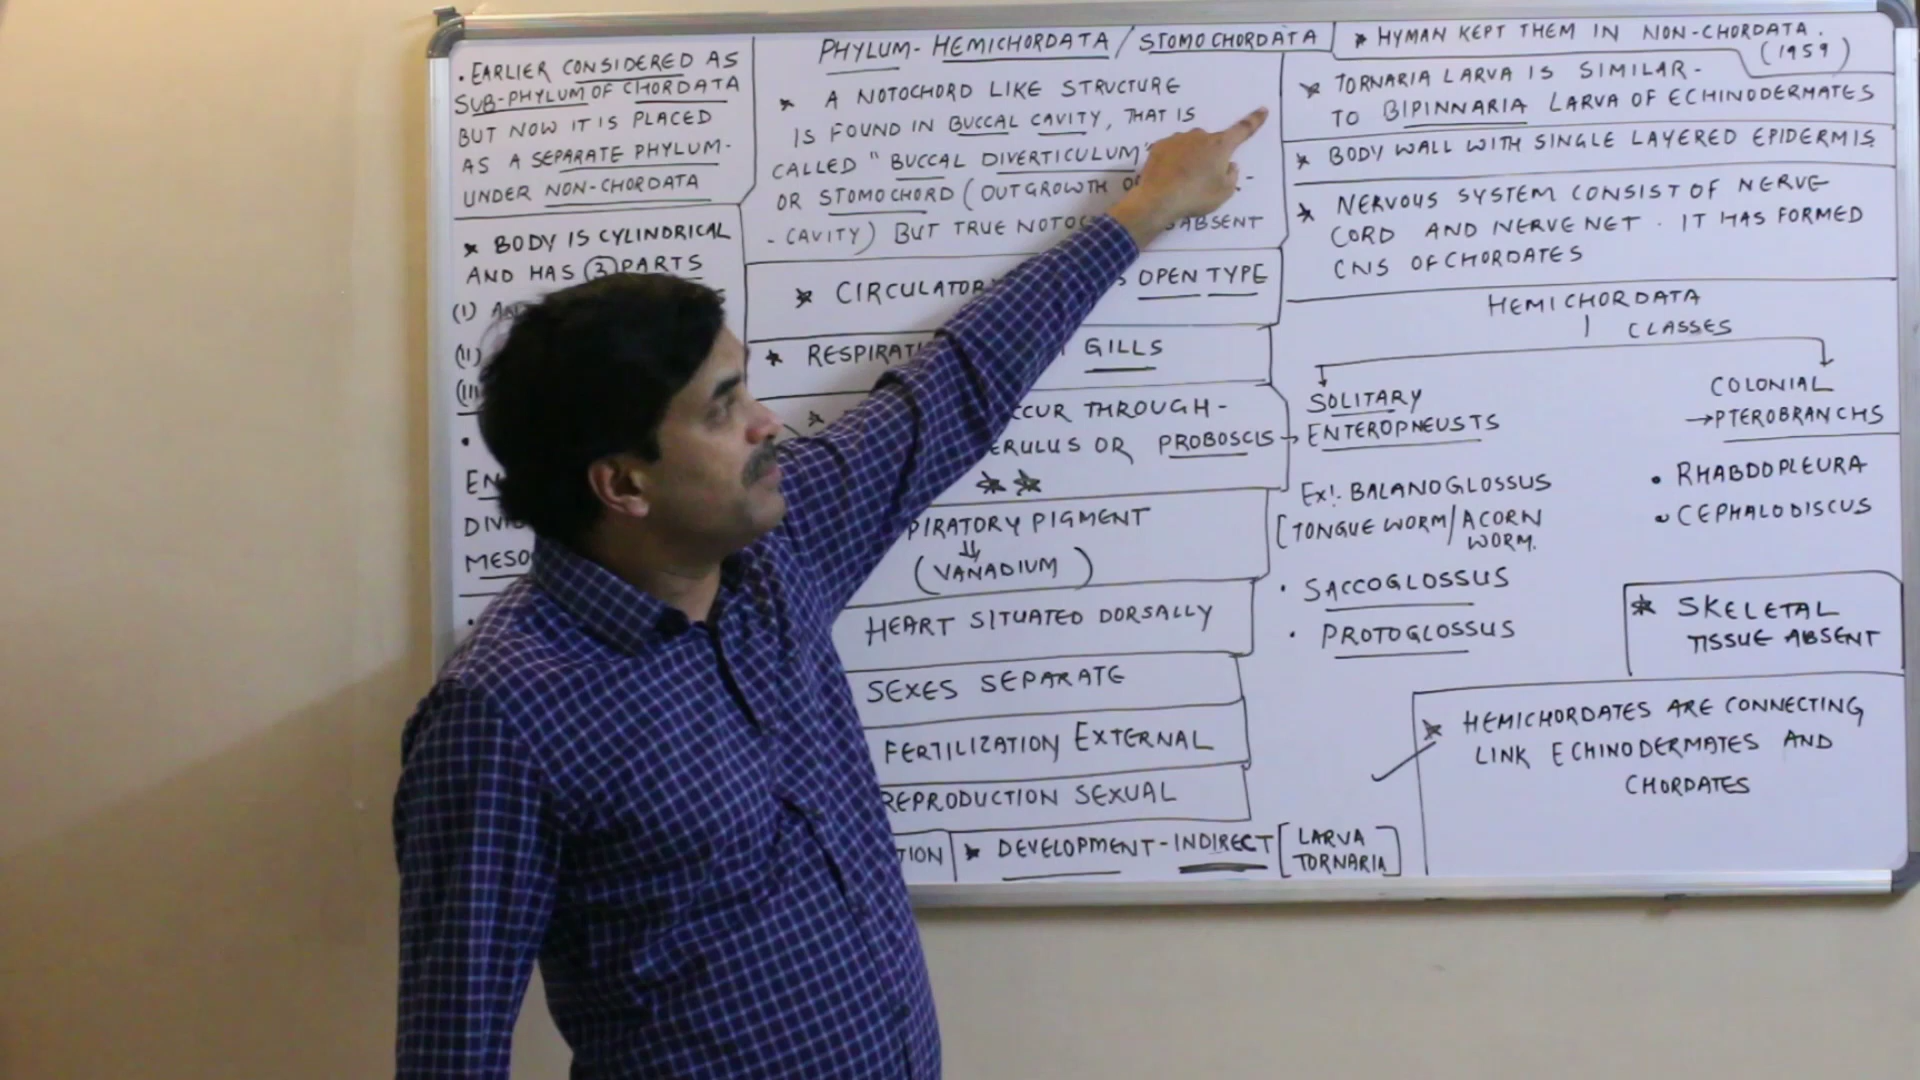 . EARLIER CONSIDERED AS
SUB-PHYLUM OF CHORDATA
BUT NOW IT IS PLACED
AS A SEPARATE PHYLUM-
UNDER NON-CHORDATA
* BODY IS CYLINDRICAL
AND HAS (3) PARTS
(I)
(II)
MESO
PHYLUM- HEMICHORDATA / STOMOCHORDATA
* A NOTOCHORD LIKE STRUCTURE
IS FOUND IN BUCCAL CAVITY, THAT IS
CALLED "BUCCAL DIVERTICULUM"
OR STOMOCHORD (OUTGROWTH
- CAVITY) BUT TRUE ABSENT
* OPEN TYPE
* GILLS
* CCUR THROUGH-
ERULUS OR PROBOSCIS
* *
PIRATORY PIGMENT
⇓
(VANADIUM)
HEART SITUATED DORSALLY
SEXES SEPARATE
FERTILIZATION EXTERNAL
REPRODUCTION SEXUAL
TION
* DEVELOPMENT-INDIRECT [LARVA
TORNARIA]
* HYMAN KEPT THEM IN NON-CHORDATA.
(1959)
* TORNARIA LARVA IS SIMILAR-
TO BIPINNARIA LARVA OF ECHINODERMATES
* BODY WALL WITH SINGLE LAYERED EPIDERMIS
* NERVOUS SYSTEM CONSIST OF NERVE
CORD AND NERVE NET. IT HAS FORMED
CNS OF CHORDATES
HEMICHORDATA
CLASSES
SOLITARY
→ ENTEROPNEUSTS
EX!. BALANOGLOSSUS
[TONGUE WORM/ACORN
WORM.
• SACCOGLOSSUS
• PROTOGLOSSUS
COLONIAL
→PTEROBRANCHS
• RHABDOPLEURA
• CEPHALODISCUS
* SKELETAL
TISSUE ABSENT
* HEMICHORDATES ARE CONNECTING
LINK ECHINODERMATES AND
CHORDATES